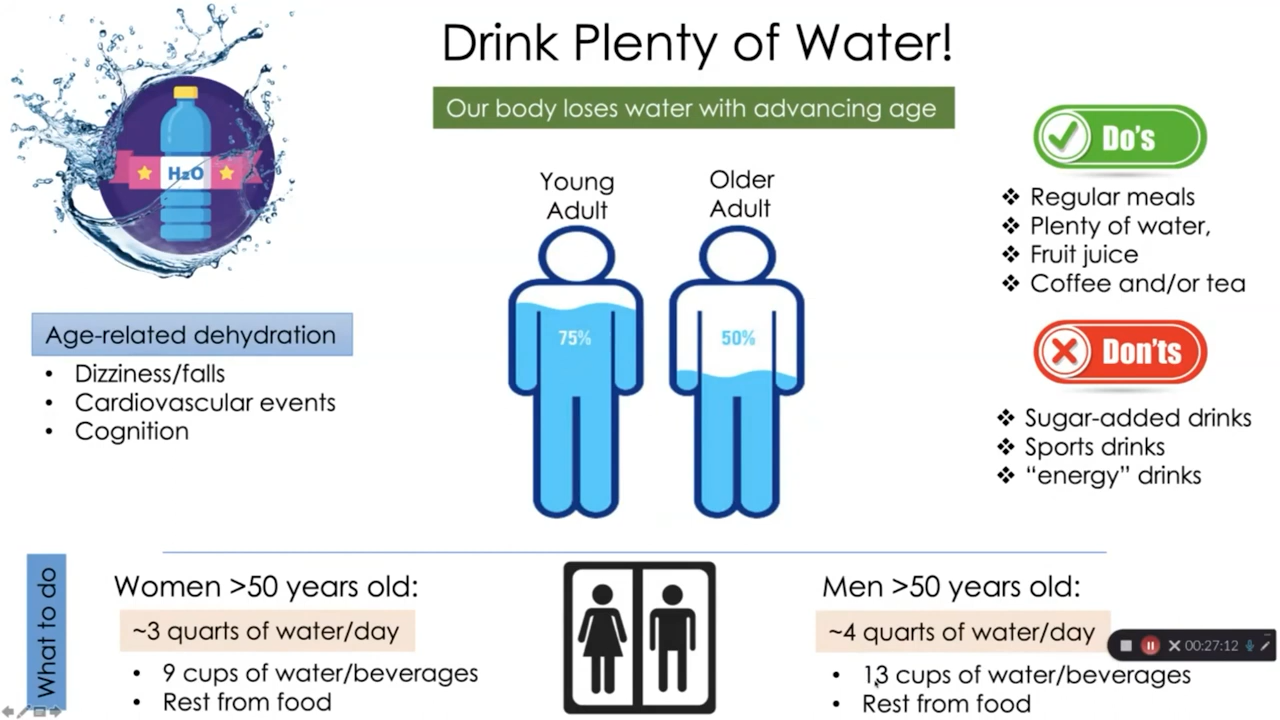 Drink Plenty of Water!
Our body loses water with advancing age
H₂O
Age-related dehydration
• Dizziness/falls
• Cardiovascular events
• Cognition
Young
Adult
75%
Older
Adult
50%
Do's
❖ Regular meals
❖ Plenty of water,
❖ Fruit juice
❖ Coffee and/or tea
Don'ts
❖ Sugar-added drinks
❖ Sports drinks
❖ “energy” drinks
What to do
Women >50 years old:
~3 quarts of water/day
• 9 cups of water/beverages
• Rest from food
Men >50 years old:
~4 quarts of water/day
• 13 cups of water/beverages
• Rest from food
00:27:12